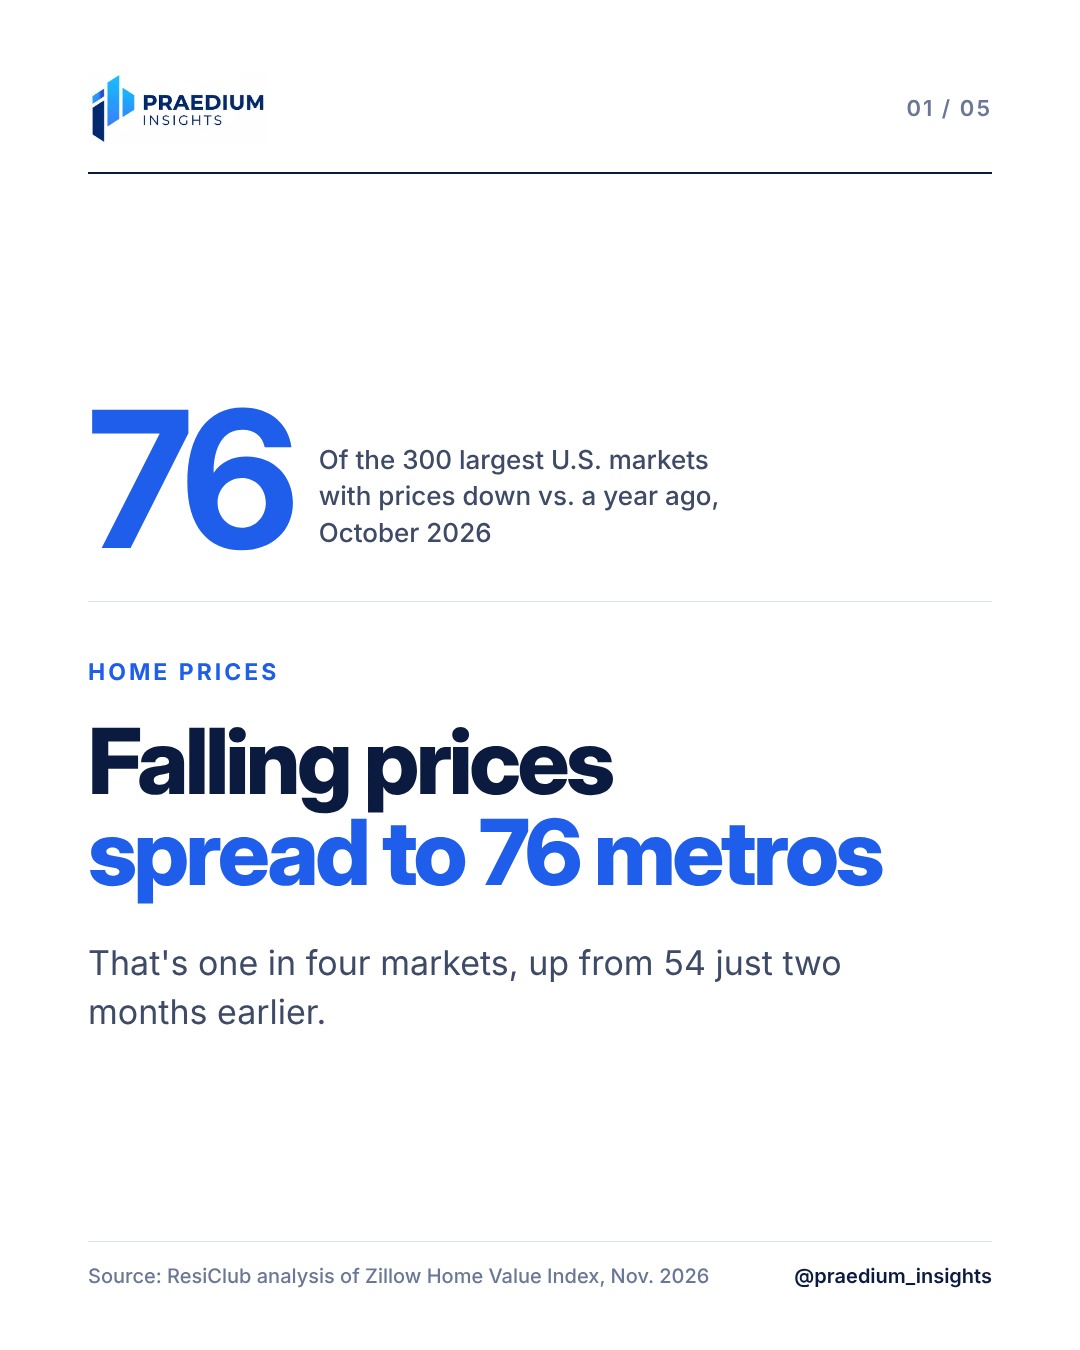 PRAEDIUM
INSIGHTS
01 / 05
76
Of the 300 largest U.S. markets
with prices down vs. a year ago,
October 2026
HOME PRICES
Falling prices
spread to 76 metros
That's one in four markets, up from 54 just two
months earlier.
Source: ResiClub analysis of Zillow Home Value Index, Nov. 2026
@praedium_insights